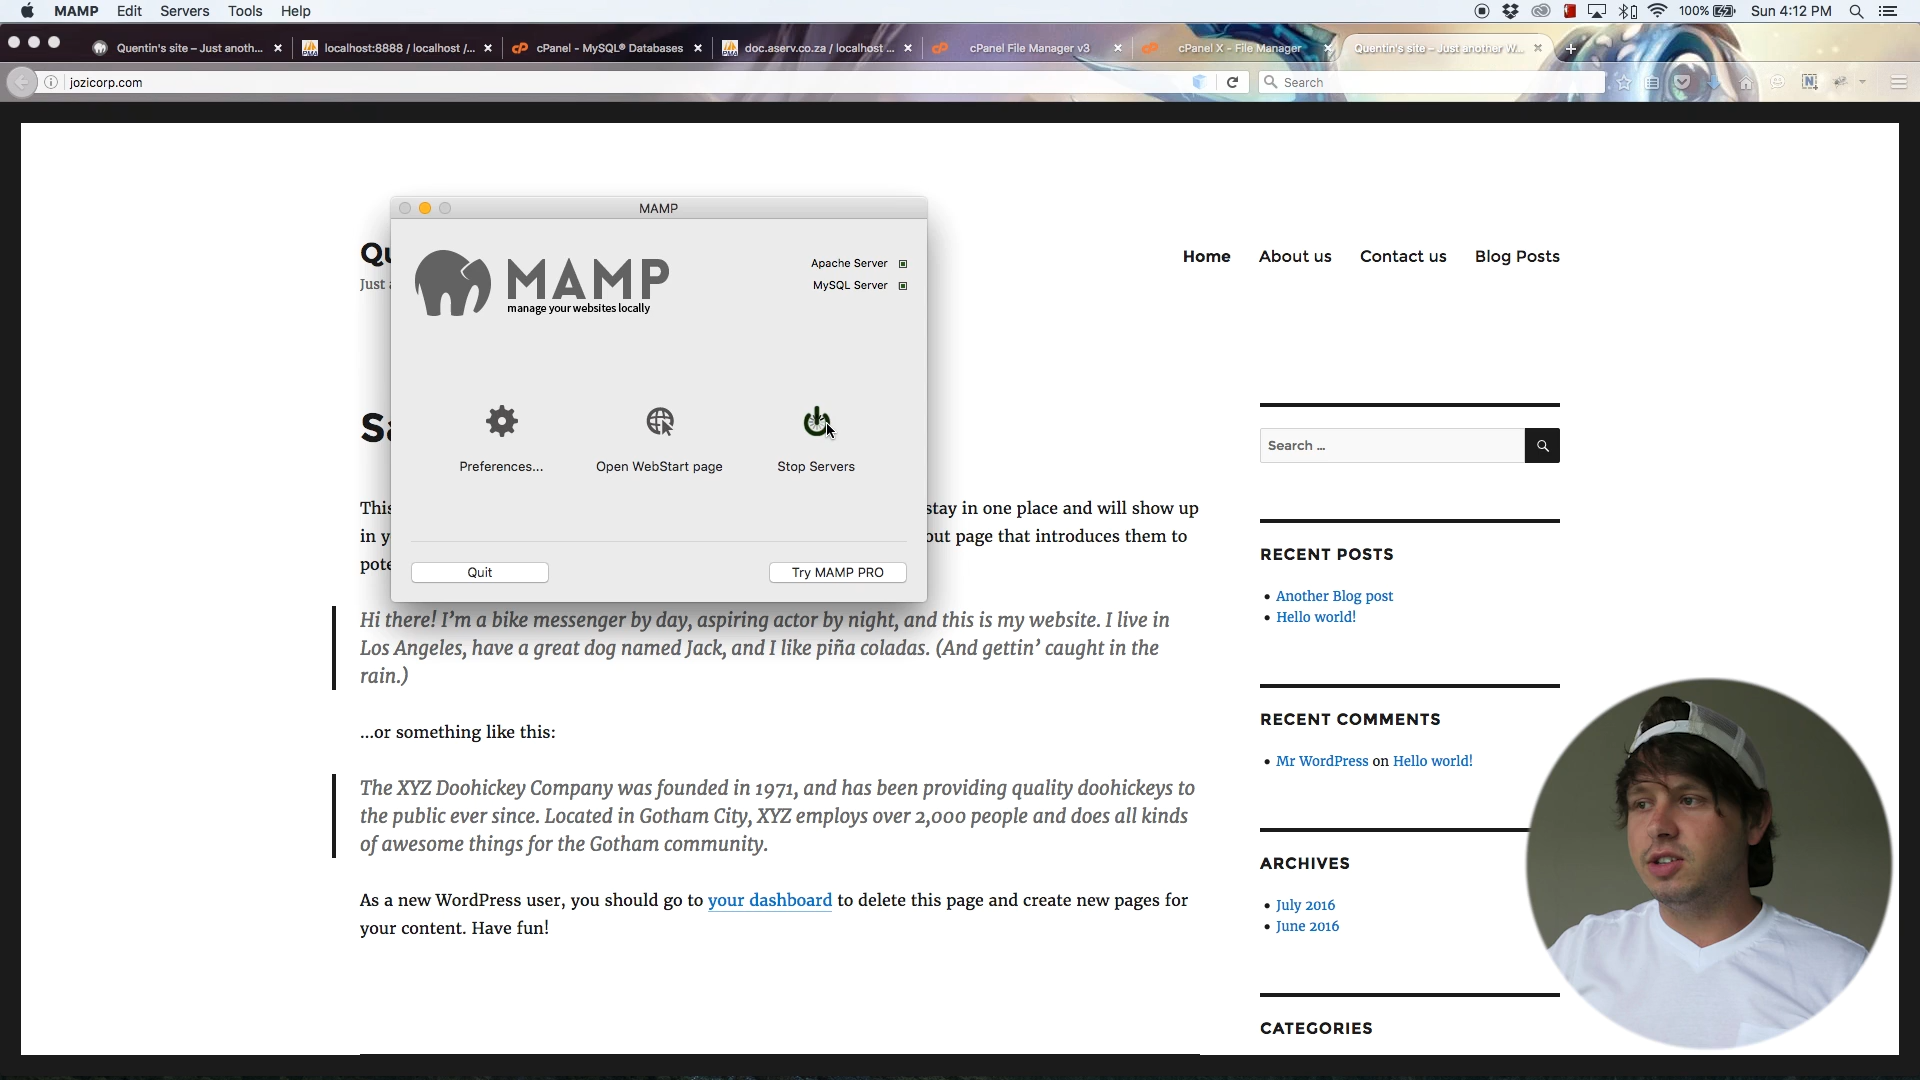 MAMP Edit Servers Tools Help
100% Sun 4:12 PM
Quentin's site – Just anoth...
localhost:8888 / localhost /...
cPanel - MySQL® Databases
doc.aserv.co.za / localhost ...
cPanel File Manager v3
cPanel X - File Manager
Quentin's site – Just another W...
jozicorp.com
Search
MAMP
MAMP
manage your websites locally
Apache Server
MySQL Server
Preferences...
Open WebStart page
Stop Servers
Quit
Try MAMP PRO
Home
About us
Contact us
Blog Posts
Just
This
stay in one place and will show up
in y
out page that introduces them to
pote
Hi there! I’m a bike messenger by day, aspiring actor by night, and this is my website. I live in
Los Angeles, have a great dog named Jack, and I like piña coladas. (And gettin’ caught in the
rain.)
…or something like this:
The XYZ Doohickey Company was founded in 1971, and has been providing quality doohickeys to
the public ever since. Located in Gotham City, XYZ employs over 2,000 people and does all kinds
of awesome things for the Gotham community.
As a new WordPress user, you should go to your dashboard to delete this page and create new pages for
your content. Have fun!
Search …
RECENT POSTS
Another Blog post
Hello world!
RECENT COMMENTS
Mr WordPress on Hello world!
ARCHIVES
July 2016
June 2016
CATEGORIES